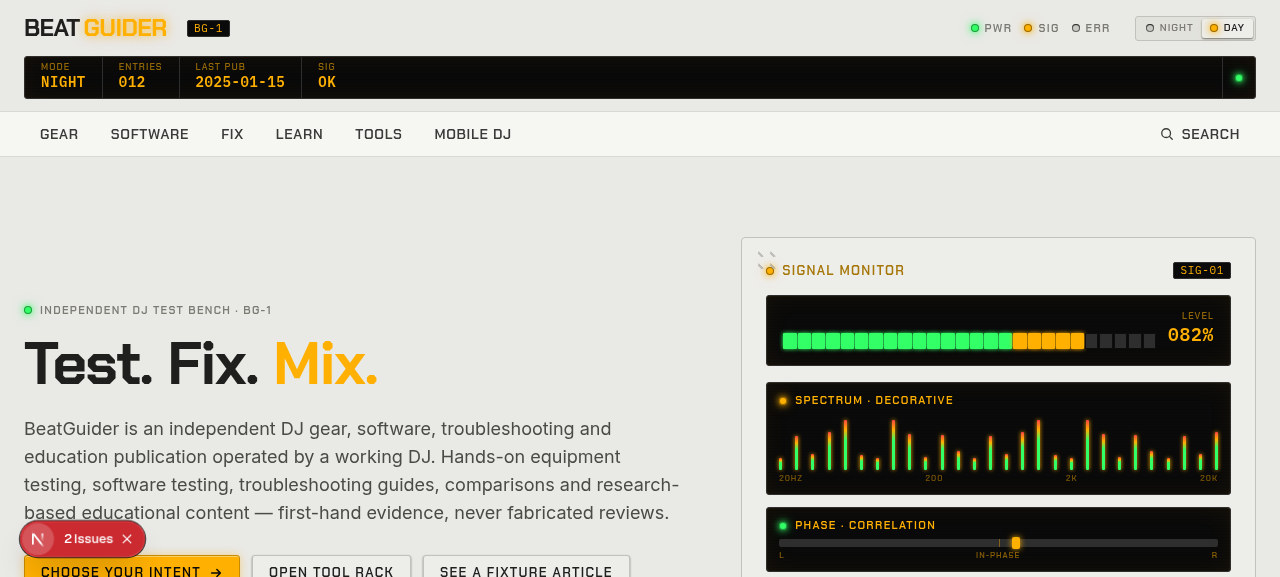 BEAT GUIDER BG-1 PWR SIG ERR NIGHT DAY
MODE ENTRIES LAST PUB SIG
NIGHT 012 2025-01-15 OK
GEAR SOFTWARE FIX LEARN TOOLS MOBILE DJ SEARCH
INDEPENDENT DJ TEST BENCH · BG-1
Test. Fix. Mix.
BeatGuider is an independent DJ gear, software, troubleshooting and
education publication operated by a working DJ. Hands-on equipment
testing, software testing, troubleshooting guides, comparisons and research-
based educational content — first-hand evidence, never fabricated reviews.
CHOOSE YOUR INTENT → OPEN TOOL RACK SEE A FIXTURE ARTICLE
N 2 Issues
SIGNAL MONITOR SIG-01
LEVEL
082%
SPECTRUM · DECORATIVE
20HZ 200 2K 20K
PHASE · CORRELATION
L IN-PHASE R